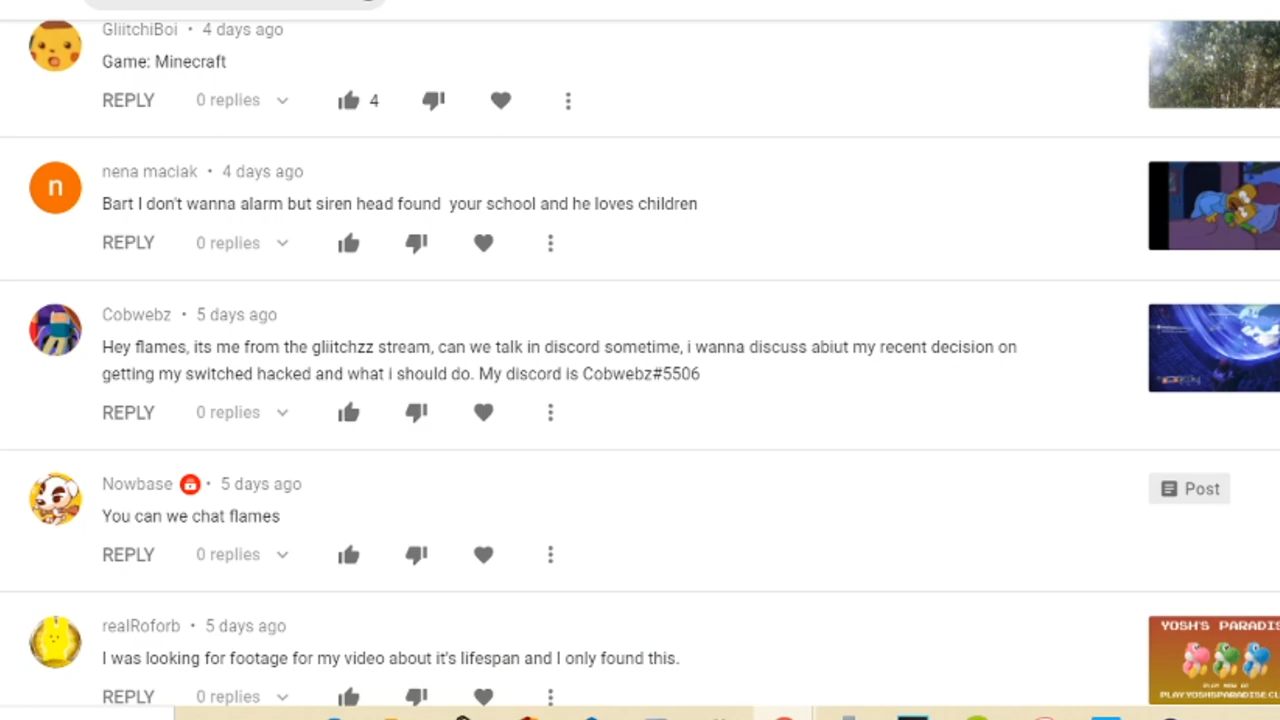 GliitchiBoi • 4 days ago
Game: Minecraft
REPLY 0 replies 4
n
nena maciak • 4 days ago
Bart I don't wanna alarm but siren head found your school and he loves children
REPLY 0 replies
Cobwebz • 5 days ago
Hey flames, its me from the gliitchzz stream, can we talk in discord sometime, i wanna discuss abiut my recent decision on
getting my switched hacked and what i should do. My discord is Cobwebz#5506
REPLY 0 replies
Nowbase • 5 days ago
Post
You can we chat flames
REPLY 0 replies
realRoforb • 5 days ago
YOSH'S PARADIS
I was looking for footage for my video about it's lifespan and I only found this.
PLAY NOW AT
PLAYYOSHSPARADISE.CL
REPLY 0 replies